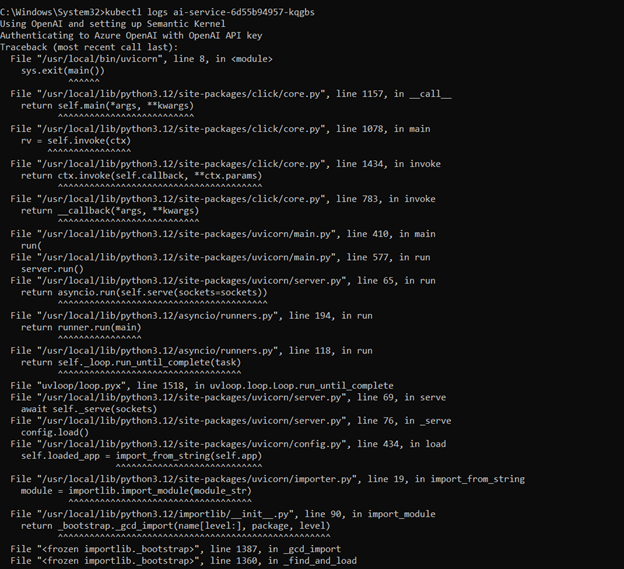 C:\Windows\System32>kubectl logs ai-service-6d55b94957-kqgbs
Using OpenAI and setting up Semantic Kernel
Authenticating to Azure OpenAI with OpenAI API key
Traceback (most recent call last):
  File "/usr/local/bin/uvicorn", line 8, in <module>
    sys.exit(main())
             ^^^^^^
  File "/usr/local/lib/python3.12/site-packages/click/core.py", line 1157, in __call__
    return self.main(*args, **kwargs)
           ^^^^^^^^^^^^^^^^^^^^^^^^^^
  File "/usr/local/lib/python3.12/site-packages/click/core.py", line 1078, in main
    rv = self.invoke(ctx)
         ^^^^^^^^^^^^^^^^
  File "/usr/local/lib/python3.12/site-packages/click/core.py", line 1434, in invoke
    return ctx.invoke(self.callback, **ctx.params)
           ^^^^^^^^^^^^^^^^^^^^^^^^^^^^^^^^^^^^^^^
  File "/usr/local/lib/python3.12/site-packages/click/core.py", line 783, in invoke
    return __callback(*args, **kwargs)
           ^^^^^^^^^^^^^^^^^^^^^^^^^^^
  File "/usr/local/lib/python3.12/site-packages/uvicorn/main.py", line 410, in main
    run(
  File "/usr/local/lib/python3.12/site-packages/uvicorn/main.py", line 577, in run
    server.run()
  File "/usr/local/lib/python3.12/site-packages/uvicorn/server.py", line 65, in run
    return asyncio.run(self.serve(sockets=sockets))
           ^^^^^^^^^^^^^^^^^^^^^^^^^^^^^^^^^^^^^^^^
  File "/usr/local/lib/python3.12/asyncio/runners.py", line 194, in run
    return runner.run(main)
           ^^^^^^^^^^^^^^^^
  File "/usr/local/lib/python3.12/asyncio/runners.py", line 118, in run
    return self._loop.run_until_complete(task)
           ^^^^^^^^^^^^^^^^^^^^^^^^^^^^^^^^^^^
  File "uvloop/loop.pyx", line 1518, in uvloop.loop.Loop.run_until_complete
  File "/usr/local/lib/python3.12/site-packages/uvicorn/server.py", line 69, in serve
    await self._serve(sockets)
  File "/usr/local/lib/python3.12/site-packages/uvicorn/server.py", line 76, in _serve
    config.load()
  File "/usr/local/lib/python3.12/site-packages/uvicorn/config.py", line 434, in load
    self.loaded_app = import_from_string(self.app)
                      ^^^^^^^^^^^^^^^^^^^^^^^^^^^^
  File "/usr/local/lib/python3.12/site-packages/uvicorn/importer.py", line 19, in import_from_string
    module = importlib.import_module(module_str)
             ^^^^^^^^^^^^^^^^^^^^^^^^^^^^^^^^^^^
  File "/usr/local/lib/python3.12/importlib/__init__.py", line 90, in import_module
    return _bootstrap._gcd_import(name[level:], package, level)
           ^^^^^^^^^^^^^^^^^^^^^^^^^^^^^^^^^^^^^^^^^^^^^^^^^^^^
  File "<frozen importlib._bootstrap>", line 1387, in _gcd_import
  File "<frozen importlib._bootstrap>", line 1360, in _find_and_load